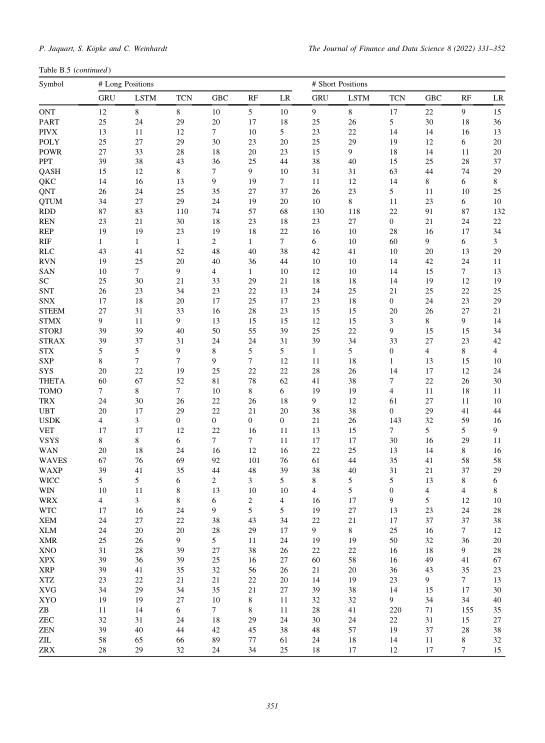 P. Jaquart, S. Köpke and C. Weinhardt The Journal of Finance and Data Science 8 (2022) 331–352
Table B.5 (continued)
Symbol # Long Positions # Short Positions
GRU LSTM TCN GBC RF LR GRU LSTM TCN GBC RF LR
ONT 12 8 8 10 5 10 9 8 17 22 9 15
PART 25 24 29 20 17 18 25 26 5 30 18 36
PIVX 13 11 12 7 10 5 23 22 14 14 16 13
POLY 25 27 29 30 23 20 25 29 19 12 6 20
POWR 27 33 28 18 20 23 15 9 18 14 11 20
PPT 39 38 43 36 25 44 38 40 15 25 28 37
QASH 15 12 8 7 9 10 31 31 63 44 74 29
QKC 14 16 13 9 19 7 11 12 14 8 6 8
QNT 26 24 25 35 27 37 26 23 5 11 10 25
QTUM 34 27 29 24 19 20 10 8 11 23 6 10
RDD 87 83 110 74 57 68 130 118 22 91 87 132
REN 23 21 30 18 23 18 23 27 0 21 24 22
REP 19 19 23 19 18 22 16 10 28 16 17 34
RIF 1 1 1 2 1 7 6 10 60 9 6 3
RLC 43 41 52 48 40 38 42 41 10 20 13 29
RVN 19 25 20 40 36 44 10 10 14 42 24 11
SAN 10 7 9 4 1 10 12 10 14 15 7 13
SC 25 30 21 33 29 21 18 18 14 19 12 19
SNT 26 23 34 23 22 13 24 25 21 25 22 25
SNX 17 18 20 17 25 17 23 18 0 24 23 29
STEEM 27 31 33 16 28 23 15 15 20 26 27 21
STMX 9 11 9 13 15 15 12 15 3 8 9 14
STORJ 39 39 40 50 55 39 25 22 9 15 15 34
STRAX 39 37 31 24 24 31 39 34 33 27 23 42
STX 5 5 9 8 5 5 1 5 0 4 8 4
SXP 8 7 7 9 7 12 11 18 1 13 15 10
SYS 20 22 19 25 22 22 28 26 14 17 12 24
THETA 60 67 52 81 78 62 41 38 7 22 26 30
TOMO 7 8 7 10 8 6 19 19 4 11 18 11
TRX 24 30 26 22 26 18 9 12 61 27 11 10
UBT 20 17 29 22 21 20 38 38 0 29 41 44
USDK 4 3 0 0 0 0 21 26 143 32 59 16
VET 17 17 12 22 16 11 13 15 7 5 5 9
VSYS 8 8 6 7 7 11 17 17 30 16 29 11
WAN 20 18 24 16 12 16 22 25 13 14 8 16
WAVES 67 76 69 92 101 76 61 44 35 41 58 58
WAXP 39 41 35 44 48 39 38 40 31 21 37 29
WICC 5 5 6 2 3 5 8 5 5 13 8 6
WIN 10 11 8 13 10 10 4 5 0 4 4 8
WRX 4 3 8 6 2 4 16 17 9 5 12 10
WTC 17 16 24 9 5 5 19 27 13 23 24 28
XEM 24 27 22 38 43 34 22 21 17 37 37 38
XLM 24 20 20 28 29 17 9 8 25 16 7 12
XMR 25 26 9 5 11 24 19 19 50 32 36 20
XNO 31 28 39 27 38 26 22 22 16 18 9 28
XPX 39 36 39 25 16 27 60 58 16 49 41 67
XRP 39 41 35 32 56 26 21 20 36 43 35 23
XTZ 23 22 21 21 22 20 14 19 23 9 7 13
XVG 34 29 34 35 21 27 39 38 14 15 17 30
XYO 19 19 27 10 8 11 32 32 9 34 34 40
ZB 11 14 6 7 8 11 28 41 220 71 155 35
ZEC 32 31 24 18 29 24 30 24 22 31 15 27
ZEN 39 40 44 42 45 38 48 57 19 37 28 38
ZIL 58 65 66 89 77 61 24 18 14 11 8 32
ZRX 28 29 32 24 34 25 18 17 12 17 7 15
351